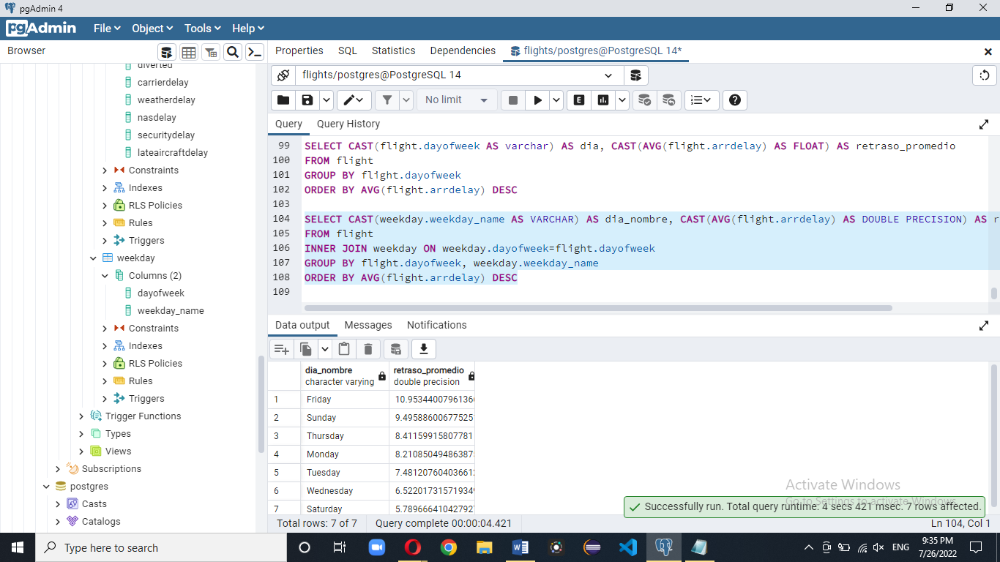 pgAdmin 4
pgAdmin File Object Tools Help
Browser
Properties SQL Statistics Dependencies flights/postgres@PostgreSQL 14*
diverted
carrierdelay
weatherdelay
nasdelay
securitydelay
lateaircraftdelay
Constraints
Indexes
RLS Policies
Rules
Triggers
weekday
Columns (2)
dayofweek
weekday_name
Constraints
Indexes
RLS Policies
Rules
Triggers
Trigger Functions
Types
Views
Subscriptions
postgres
Casts
Catalogs
flights/postgres@PostgreSQL 14
No limit
E
Query Query History
99 SELECT CAST(flight.dayofweek AS varchar) AS dia, CAST(AVG(flight.arrdelay) AS FLOAT) AS retraso_promedio
100 FROM flight
101 GROUP BY flight.dayofweek
102 ORDER BY AVG(flight.arrdelay) DESC
103
104 SELECT CAST(weekday.weekday_name AS VARCHAR) AS dia_nombre, CAST(AVG(flight.arrdelay) AS DOUBLE PRECISION) AS r
105 FROM flight
106 INNER JOIN weekday ON weekday.dayofweek=flight.dayofweek
107 GROUP BY flight.dayofweek, weekday.weekday_name
108 ORDER BY AVG(flight.arrdelay) DESC
109
Data output Messages Notifications
dia_nombre retraso_promedio
character varying double precision
1 Friday 10.9534400796136
2 Sunday 9.49588600677525
3 Thursday 8.41159915807781
4 Monday 8.21085049486387
5 Tuesday 7.48120760403661
6 Wednesday 6.52201731571934
7 Saturday 5.78966641042792
Activate Windows
Go to Settings to activate Windows.
Successfully run. Total query runtime: 4 secs 421 msec. 7 rows affected.
Total rows: 7 of 7 Query complete 00:00:04.421 Ln 104, Col 1
Type here to search
ENG
9:35 PM
7/26/2022